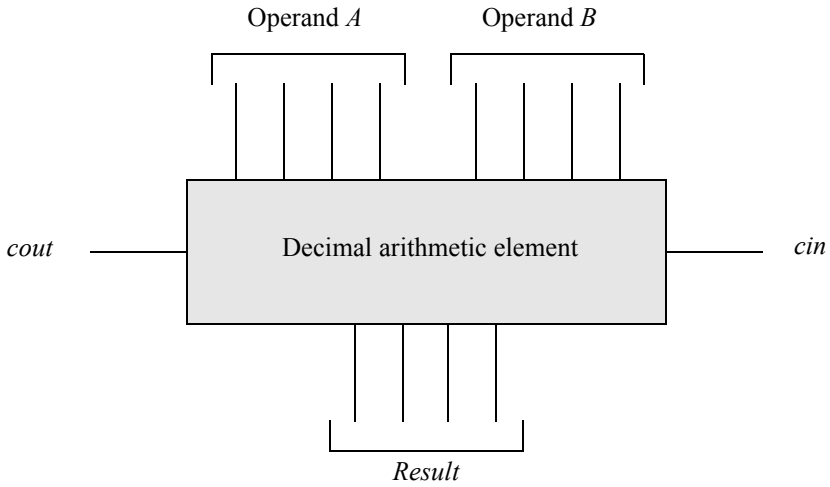 Operand A
Operand B
cout
Decimal arithmetic element
cin
Result